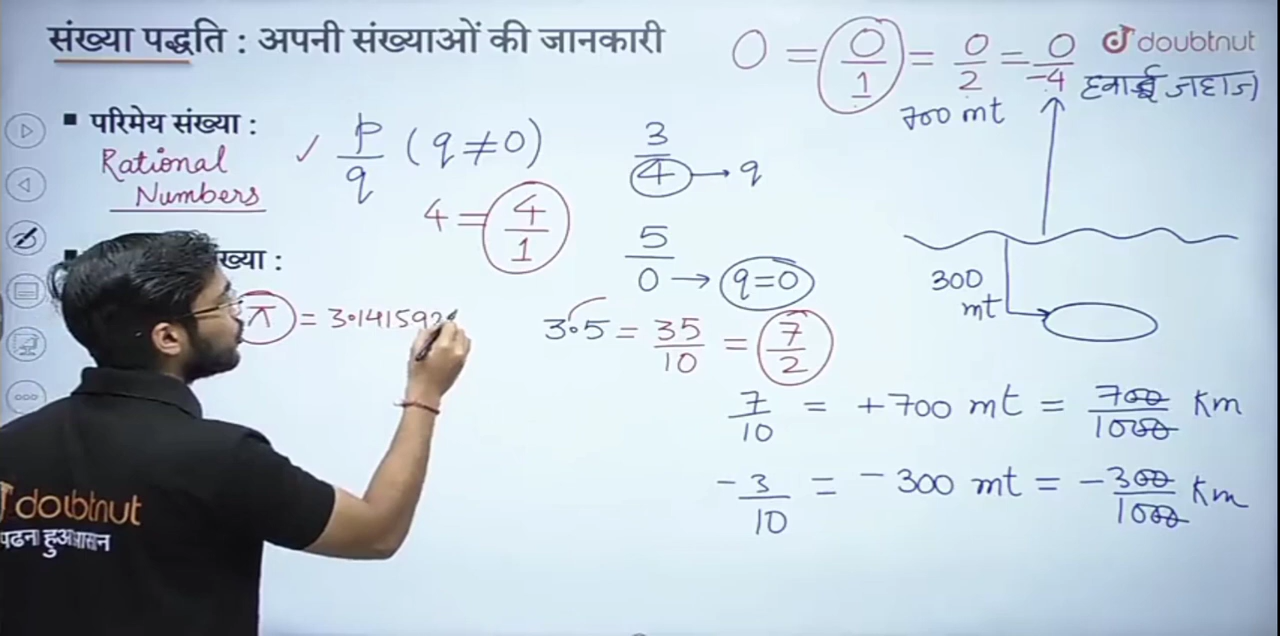 संख्या पद्धति : अपनी संख्याओं की जानकारी
doubtnut
0 = 0/1 = 0/2 = 0/-4
700 mt
हवाई जहाज
परिमेय संख्या :
Rational
Numbers
✓ p/q (q≠0)
3/4 → q
4 = 4/1
5/0 → q=0
ख्या :
300
mt
π = 3.141592
3.5 = 35/10 = 7/2
7/10 = +700 mt = 700/1000 Km
-3/10 = -300 mt = -300/1000 Km
doubtnut
पढना हुआ आसान